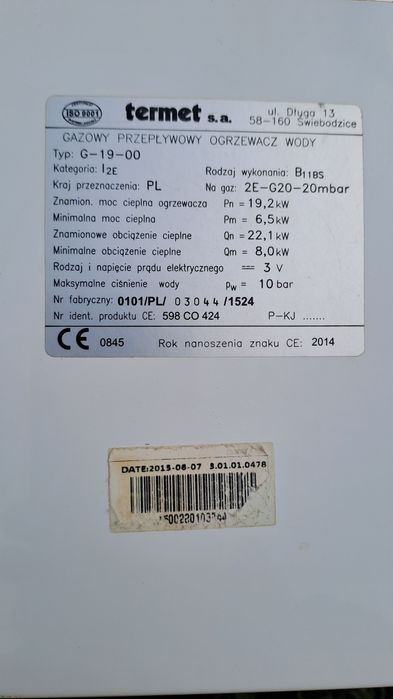 ISO 9001
termet s.a.
ul. Długa 13
58-160 Świebodzice
GAZOWY PRZEPŁYWOWY OGRZEWACZ WODY
Typ: G-19-00
Kategoria: I2E Rodzaj wykonania: B11BS
Kraj przeznaczenia: PL Na gaz: 2E-G20-20mbar
Znamion. moc cieplna ogrzewacza Pn = 19,2 kW
Minimalna moc cieplna Pm = 6,5 kW
Znamionowe obciążenie cieplne Qn = 22,1 kW
Minimalne obciążenie cieplne Qm = 8,0 kW
Rodzaj i napięcie prądu elektrycznego 3 V
Maksymalne ciśnienie wody pw = 10 bar
Nr fabryczny: 0101/PL/ 03044 /1524
Nr ident. produktu CE: 598 CO 424 P-KJ .......
CE 0845 Rok nanoszenia znaku CE: 2014
DATE:2015-06-07 3.01.01.0478